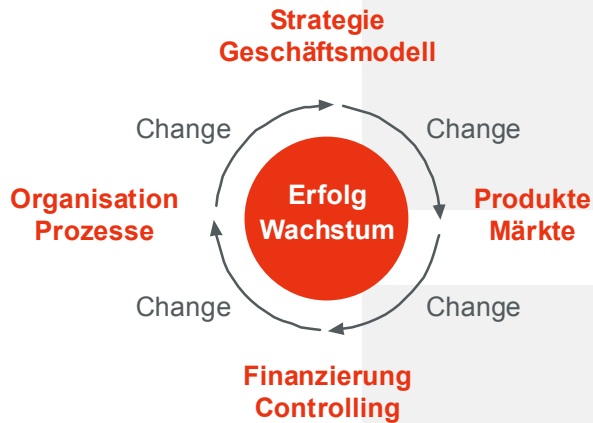 Strategie
Geschäftsmodell
Change
Change
Organisation
Prozesse
Erfolg
Wachstum
Produkte
Märkte
Change
Change
Finanzierung
Controlling